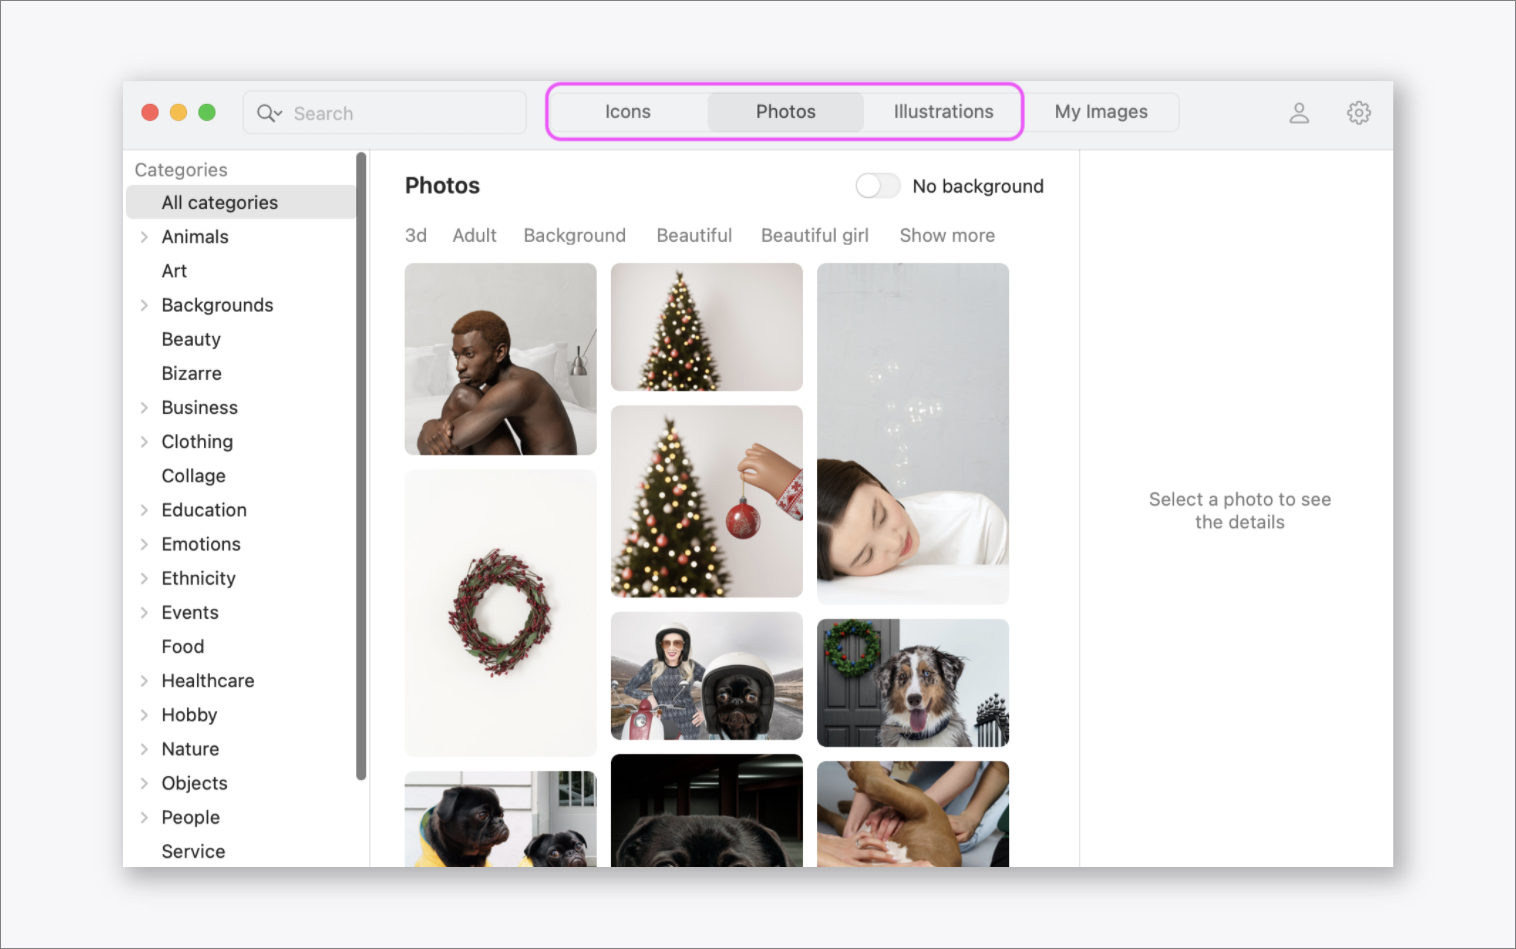 Search
Icons
Photos
Illustrations
My Images
Categories
All categories
Animals
Art
Backgrounds
Beauty
Bizarre
Business
Clothing
Collage
Education
Emotions
Ethnicity
Events
Food
Healthcare
Hobby
Nature
Objects
People
Service
Photos
No background
3d Adult Background Beautiful Beautiful girl Show more
Select a photo to see
the details